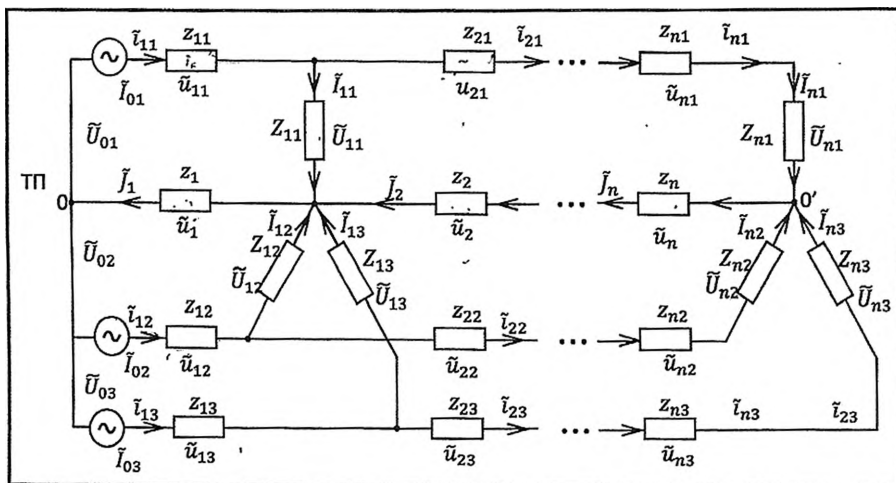 ĩ₁₁ z₁₁ z₂₁ ĩ₂₁ zₙ₁ ĩₙ₁
Ĩ₀₁ ũ₁₁ Ĩ₁₁ u₂₁ ũₙ₁ Ĩₙ₁
Ũ₀₁ Z₁₁ Ũ₁₁ Zₙ₁ Ũₙ₁
ТП 0 J̃₁ z₁ J̃₂ z₂ J̃ₙ zₙ 0'
ũ₁ Ĩ₁₂ Ĩ₁₃ ũ₂ ũₙ Ĩₙ₂ Ĩₙ₃
Ũ₀₂ Z₁₂ Z₁₃ Zₙ₂ Zₙ₃
Ũ₁₂ Ũ₁₃ Ũₙ₂ Ũₙ₃
ĩ₁₂ z₁₂ z₂₂ ĩ₂₂ zₙ₂
Ĩ₀₂ ũ₁₂ ũ₂₂ ũₙ₂
Ũ₀₃ ĩ₁₃ z₁₃ z₂₃ ĩ₂₃ zₙ₃ ĩₙ₃ ĩ₂₃
Ĩ₀₃ ũ₁₃ ũ₂₃ ũₙ₃